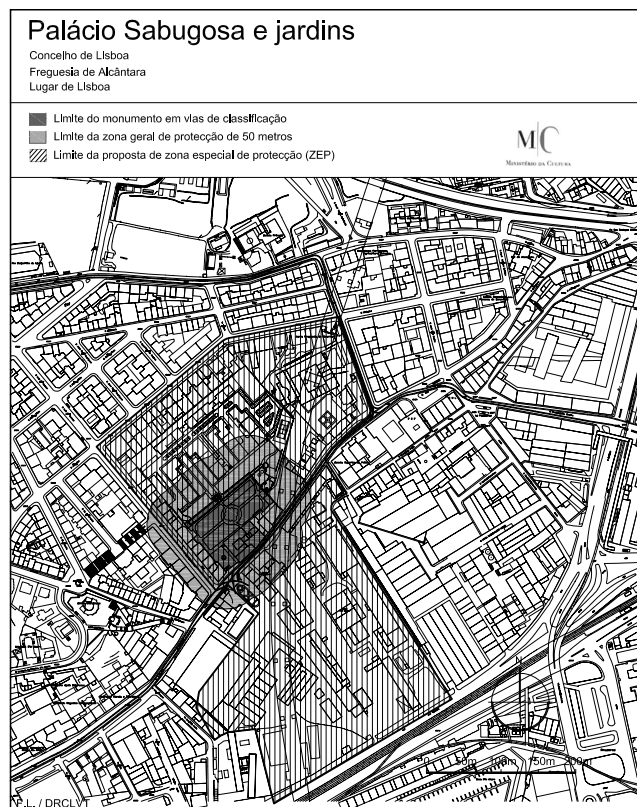 Palácio Sabugosa e jardins
Concelho de Lisboa
Freguesia de Alcântara
Lugar de Lisboa
Limite do monumento em vias de classificação
Limite da zona geral de protecção de 50 metros
Limite da proposta de zona especial de protecção (ZEP)
M C
MINISTÉRIO DA CULTURA
N
0 50m 100m 150m 200m
F.L. / DRCLVT